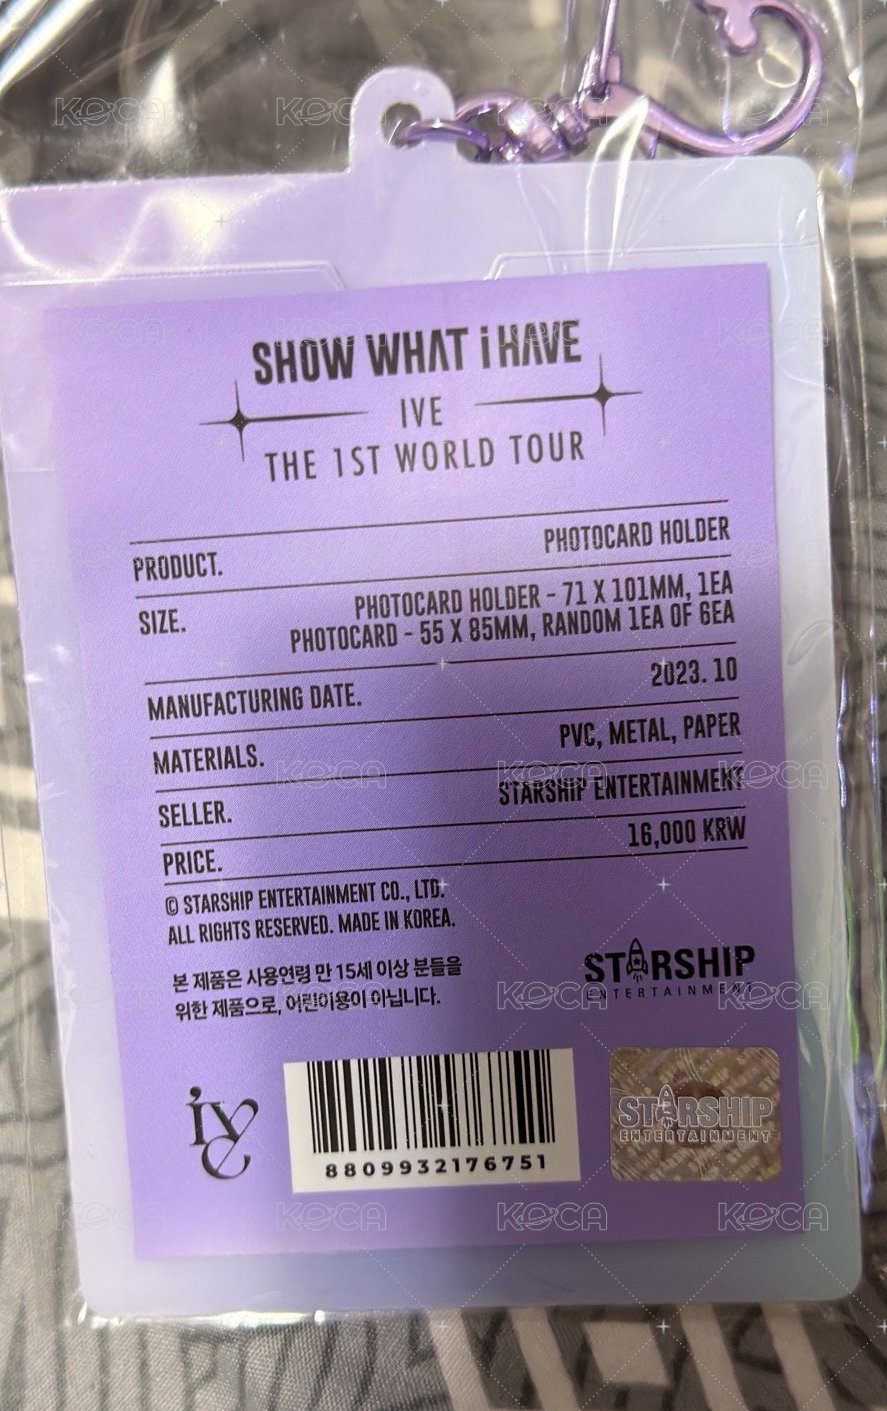 SHOW WHAT i HAVE
IVE
THE 1ST WORLD TOUR
PRODUCT. PHOTOCARD HOLDER
SIZE. PHOTOCARD HOLDER - 71 X 101MM, 1EA
PHOTOCARD - 55 X 85MM, RANDOM 1EA OF 6EA
MANUFACTURING DATE. 2023. 10
MATERIALS. PVC, METAL, PAPER
SELLER. STARSHIP ENTERTAINMENT
PRICE. 16,000 KRW
© STARSHIP ENTERTAINMENT CO., LTD.
ALL RIGHTS RESERVED. MADE IN KOREA.
본 제품은 사용연령 만 15세 이상 분들을
위한 제품으로, 어린이용이 아닙니다.
STARSHIP
ENTERTAINMENT
IVE
8809932176751
STARSHIP
ENTERTAINMENT
KOCA